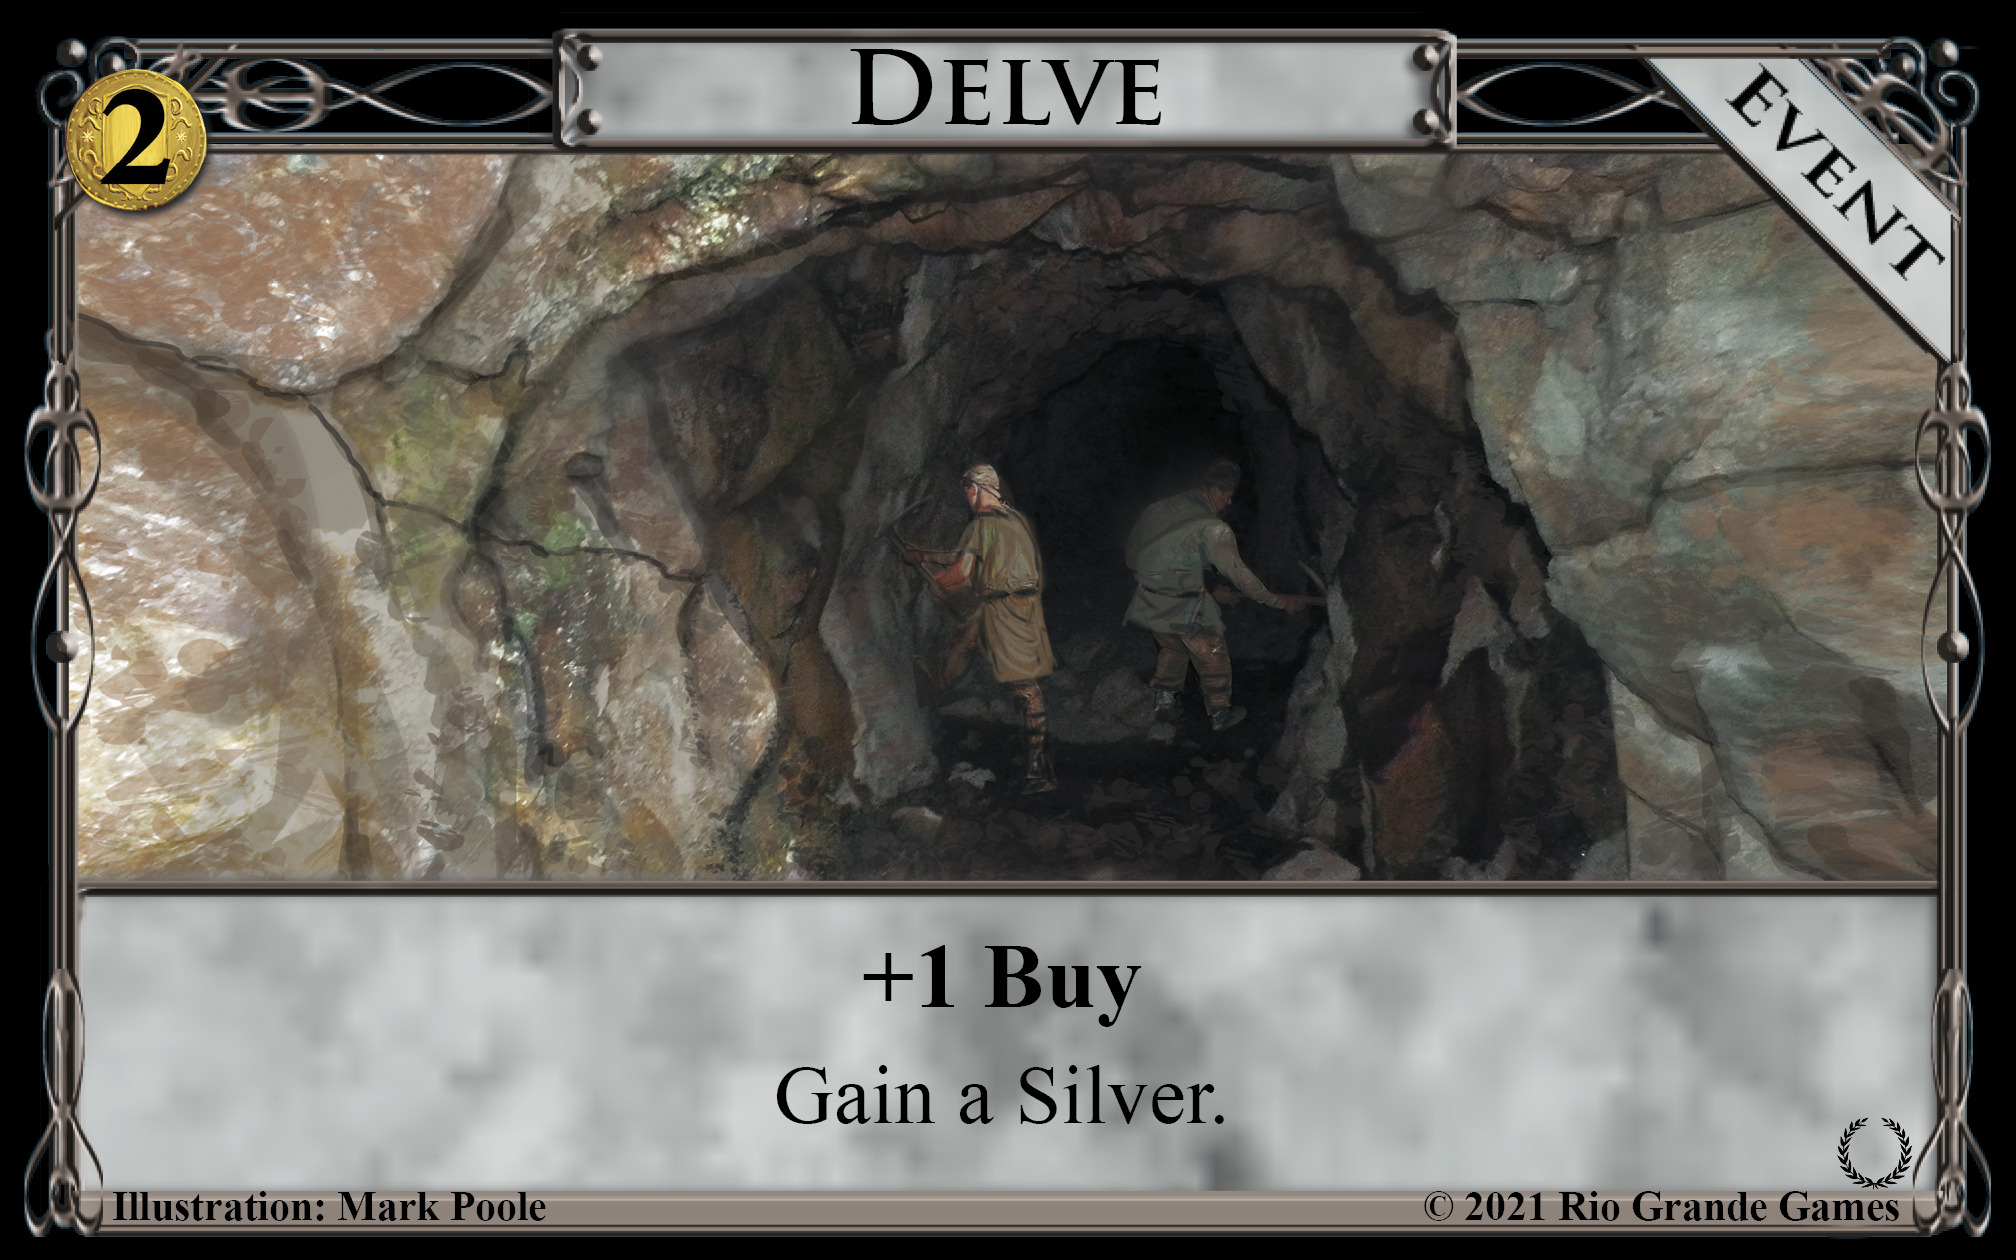 2
DELVE
EVENT
+1 Buy
Gain a Silver.
Illustration: Mark Poole
© 2021 Rio Grande Games